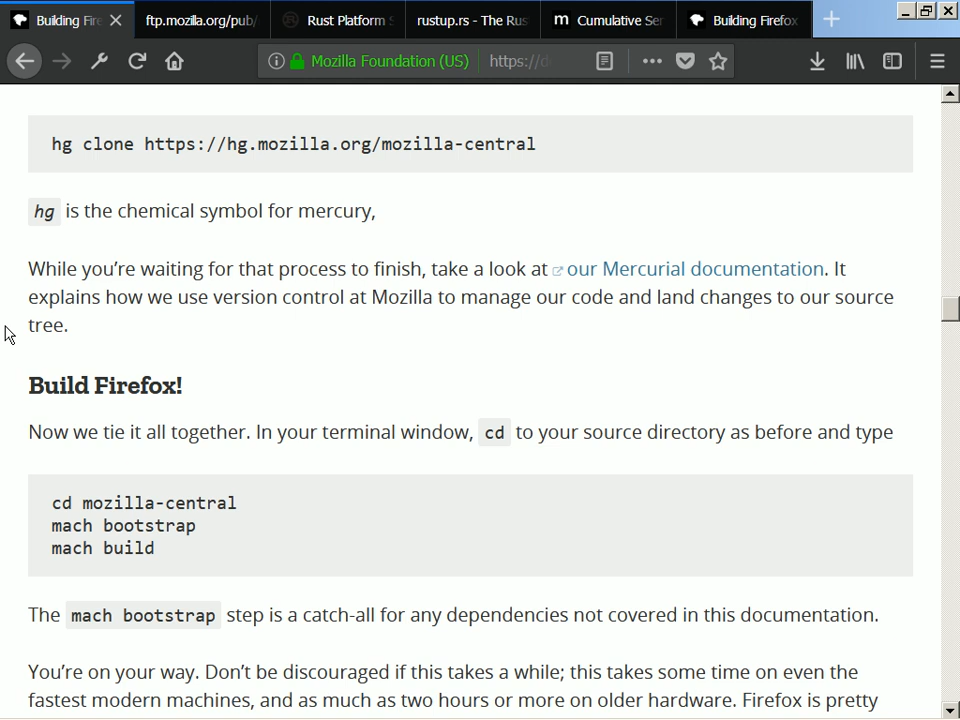 Building Fire
ftp.mozilla.org/pub/
Rust Platform S
rustup.rs - The Rus
Cumulative Ser
Building Firefox
Mozilla Foundation (US) https://d
hg clone https://hg.mozilla.org/mozilla-central
hg is the chemical symbol for mercury,
While you’re waiting for that process to finish, take a look at our Mercurial documentation. It
explains how we use version control at Mozilla to manage our code and land changes to our source
tree.
Build Firefox!
Now we tie it all together. In your terminal window, cd to your source directory as before and type
cd mozilla-central
mach bootstrap
mach build
The mach bootstrap step is a catch-all for any dependencies not covered in this documentation.
You’re on your way. Don’t be discouraged if this takes a while; this takes some time on even the
fastest modern machines, and as much as two hours or more on older hardware. Firefox is pretty